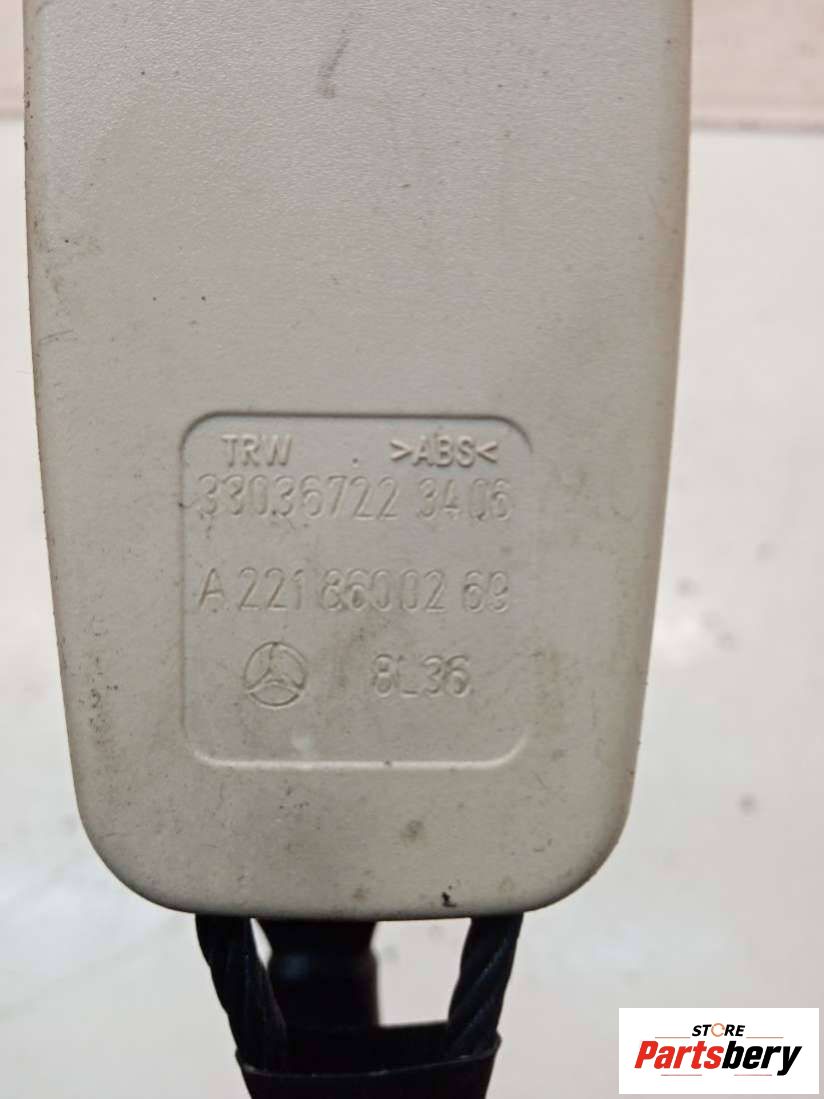 TRW >ABS<
33036722 3406
A 221 860 02 69
8L36
STORE
Partsbery